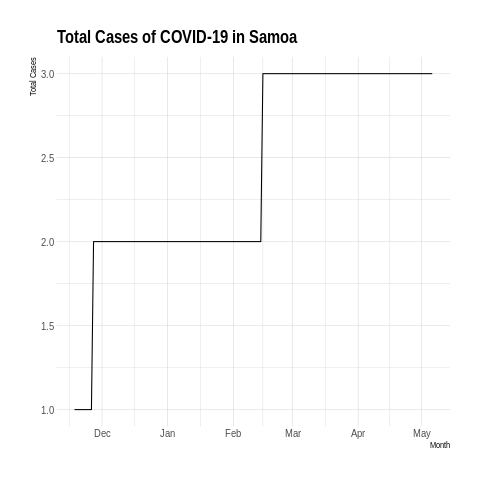 Total Cases of COVID-19 in Samoa
Total Cases
3.0
2.5
2.0
1.5
1.0
Dec Jan Feb Mar Apr May
Month